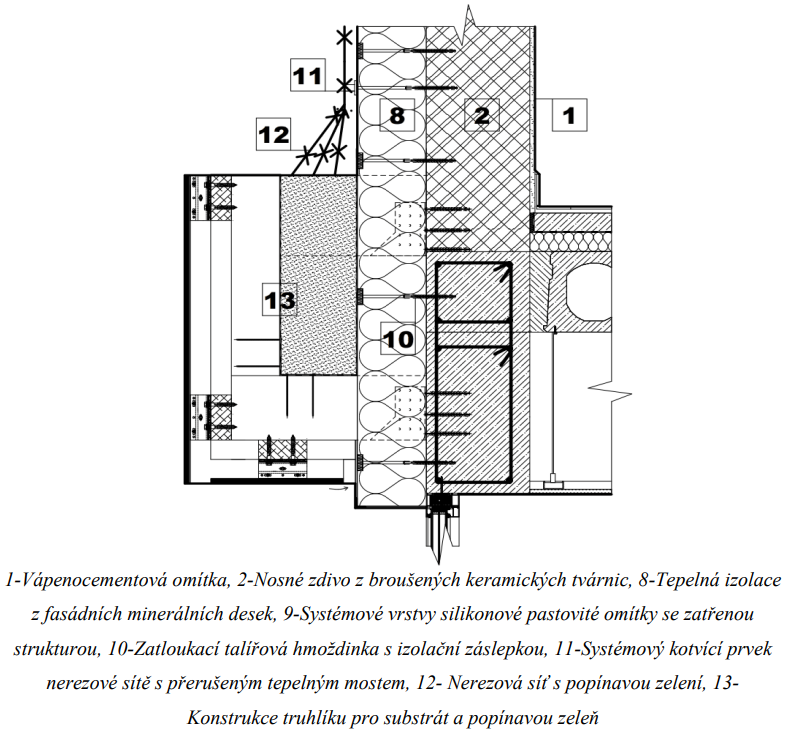 11
8
2
1
12
13
10
1-Vápenocementová omítka, 2-Nosné zdivo z broušených keramických tvárnic, 8-Tepelná izolace
z fasádních minerálních desek, 9-Systémové vrstvy silikonové pastovité omítky se zatřenou
strukturou, 10-Zatloukací talířová hmoždinka s izolační záslepkou, 11-Systémový kotvící prvek
nerezové sítě s přerušeným tepelným mostem, 12- Nerezová síť s popínavou zelení, 13-
Konstrukce truhlíku pro substrát a popínavou zeleň